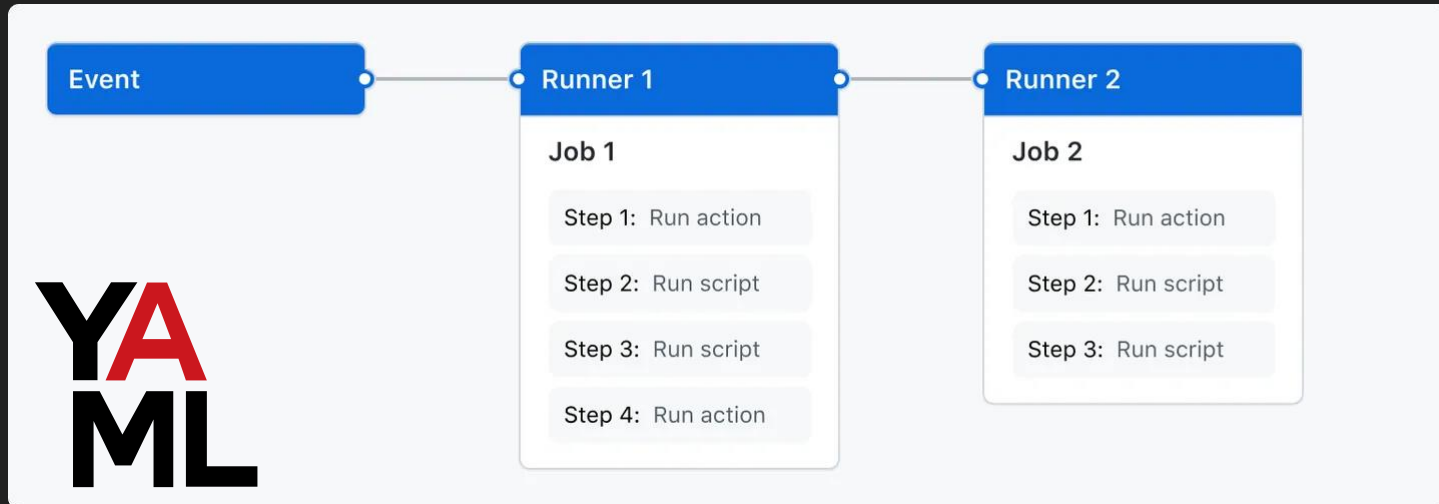 Event
Runner 1
Job 1
Step 1: Run action
Step 2: Run script
Step 3: Run script
Step 4: Run action
Runner 2
Job 2
Step 1: Run action
Step 2: Run script
Step 3: Run script
YA
ML